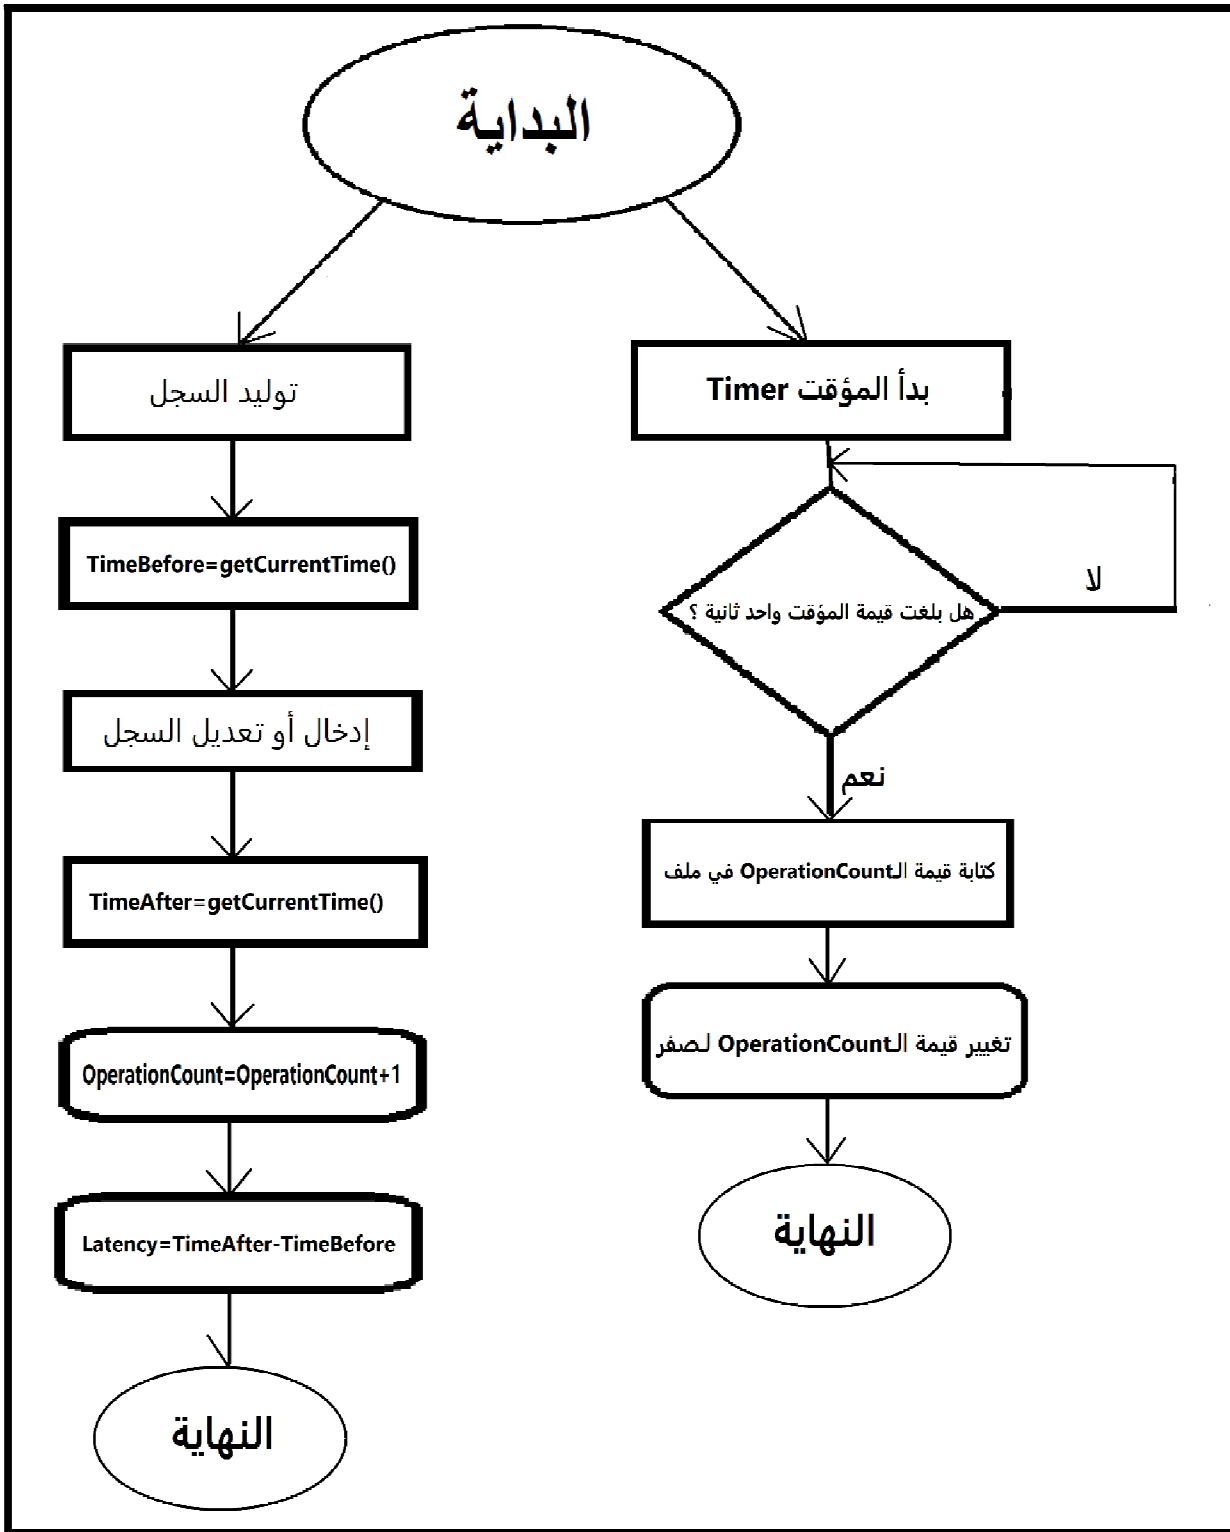 البداية
توليد السجل
TimeBefore=getCurrentTime()
إدخال أو تعديل السجل
TimeAfter=getCurrentTime()
OperationCount=OperationCount+1
Latency=TimeAfter-TimeBefore
النهاية
بدأ المؤقت Timer
هل بلغت قيمة المؤقت واحد ثانية ؟
لا
نعم
كتابة قيمة الـOperationCount في ملف
تغيير قيمة الـOperationCount لـصفر
النهاية